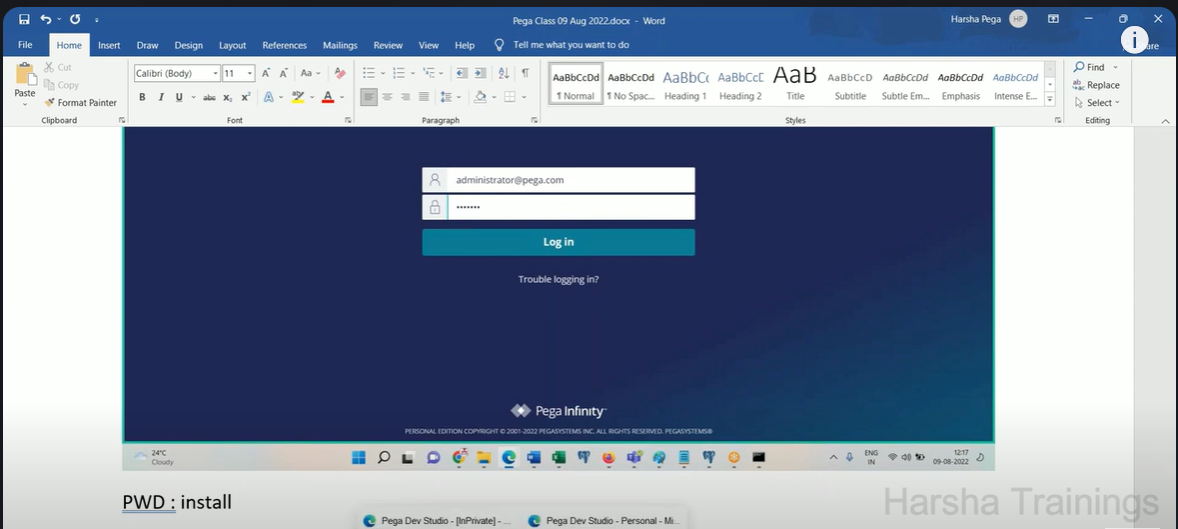 Pega Class 09 Aug 2022.docx - Word
Harsha Pega HP
File Home Insert Draw Design Layout References Mailings Review View Help Tell me what you want to do
Paste
Cut
Copy
Format Painter
Clipboard
Calibri (Body) 11
Font
Paragraph
AaBbCcDd AaBbCcDd AaBbCc AaBbCcE AaB AaBbCcD AaBbCcDd AaBbCcDd AaBbCcDd
¶ Normal ¶ No Spac... Heading 1 Heading 2 Title Subtitle Subtle Em... Emphasis Intense E...
Styles
Find
Replace
Select
Editing
administrator@pega.com
Log in
Trouble logging in?
Pega Infinity
PERSONAL EDITION COPYRIGHT © 2001-2022 PEGASYSTEMS INC. ALL RIGHTS RESERVED. PEGASYSTEMS®
24°C
Cloudy
ENG
IN
12:17
09-08-2022
PWD : install
Harsha Trainings
Pega Dev Studio - [InPrivate] - ... Pega Dev Studio - Personal - Mi...